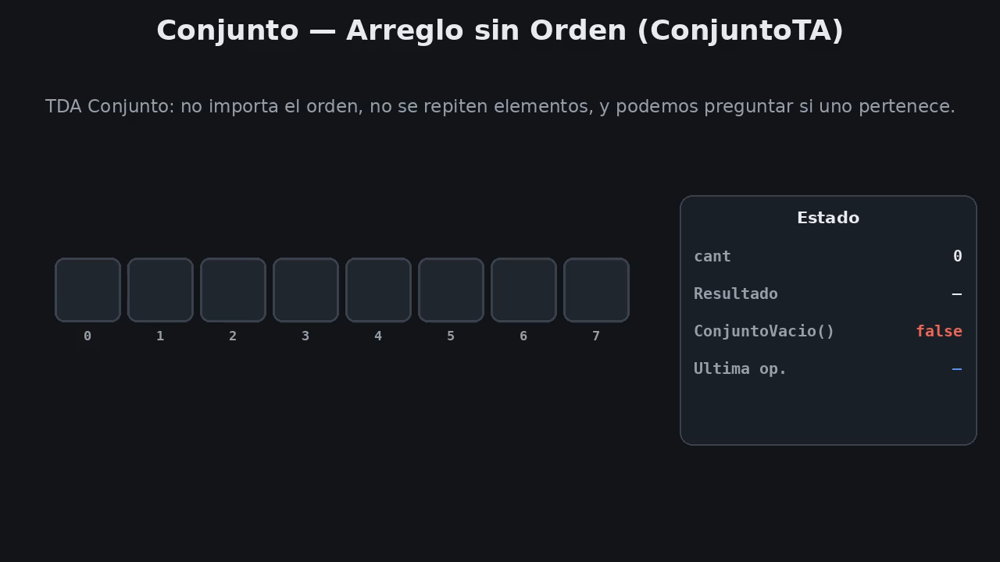 Conjunto — Arreglo sin Orden (ConjuntoTA)
TDA Conjunto: no importa el orden, no se repiten elementos, y podemos preguntar si uno pertenece.
Estado
cant 0
Resultado —
ConjuntoVacio() false
Ultima op. —
0 1 2 3 4 5 6 7